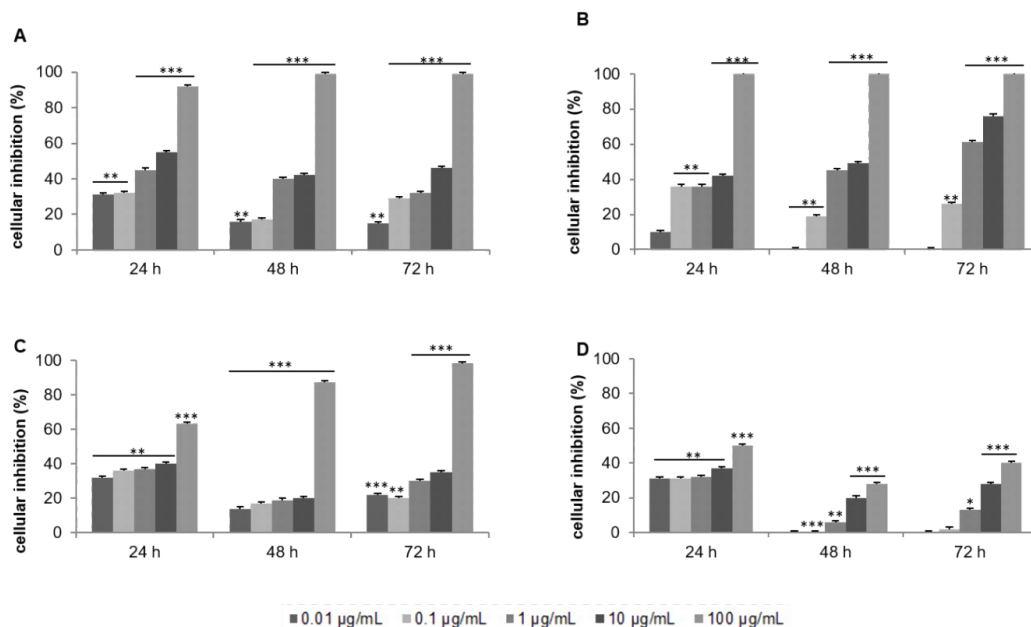 A
cellular inhibition (%)
100
80
60
40
20
0
** *** ** *** ** ***
24 h 48 h 72 h
B
cellular inhibition (%)
100
80
60
40
20
0
** *** ** *** ** ***
24 h 48 h 72 h
C
cellular inhibition (%)
100
80
60
40
20
0
** *** *** *** ** ***
24 h 48 h 72 h
D
cellular inhibition (%)
100
80
60
40
20
0
** *** *** ** *** * ***
24 h 48 h 72 h
0.01 µg/mL 0.1 µg/mL 1 µg/mL 10 µg/mL 100 µg/mL